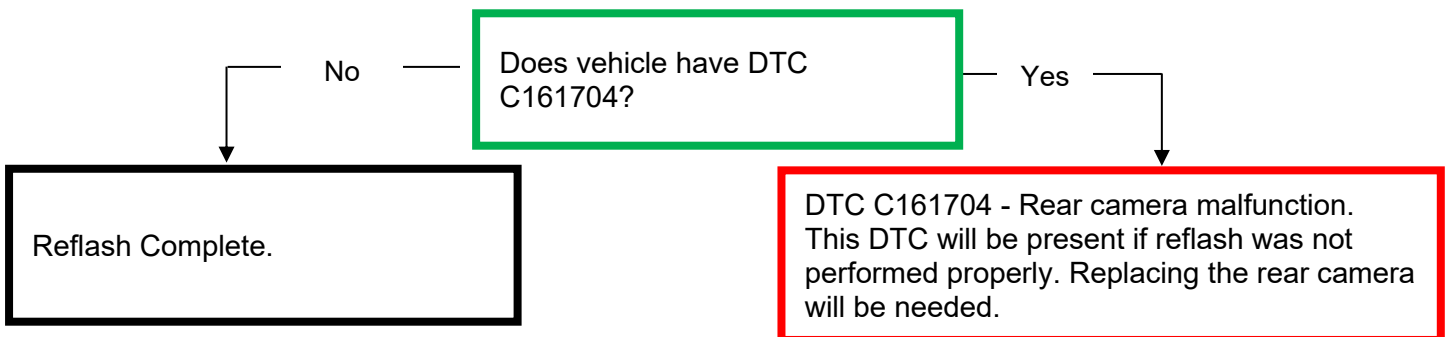 Does vehicle have DTC
C161704?
No
Yes
Reflash Complete.
DTC C161704 - Rear camera malfunction.
This DTC will be present if reflash was not
performed properly. Replacing the rear camera
will be needed.